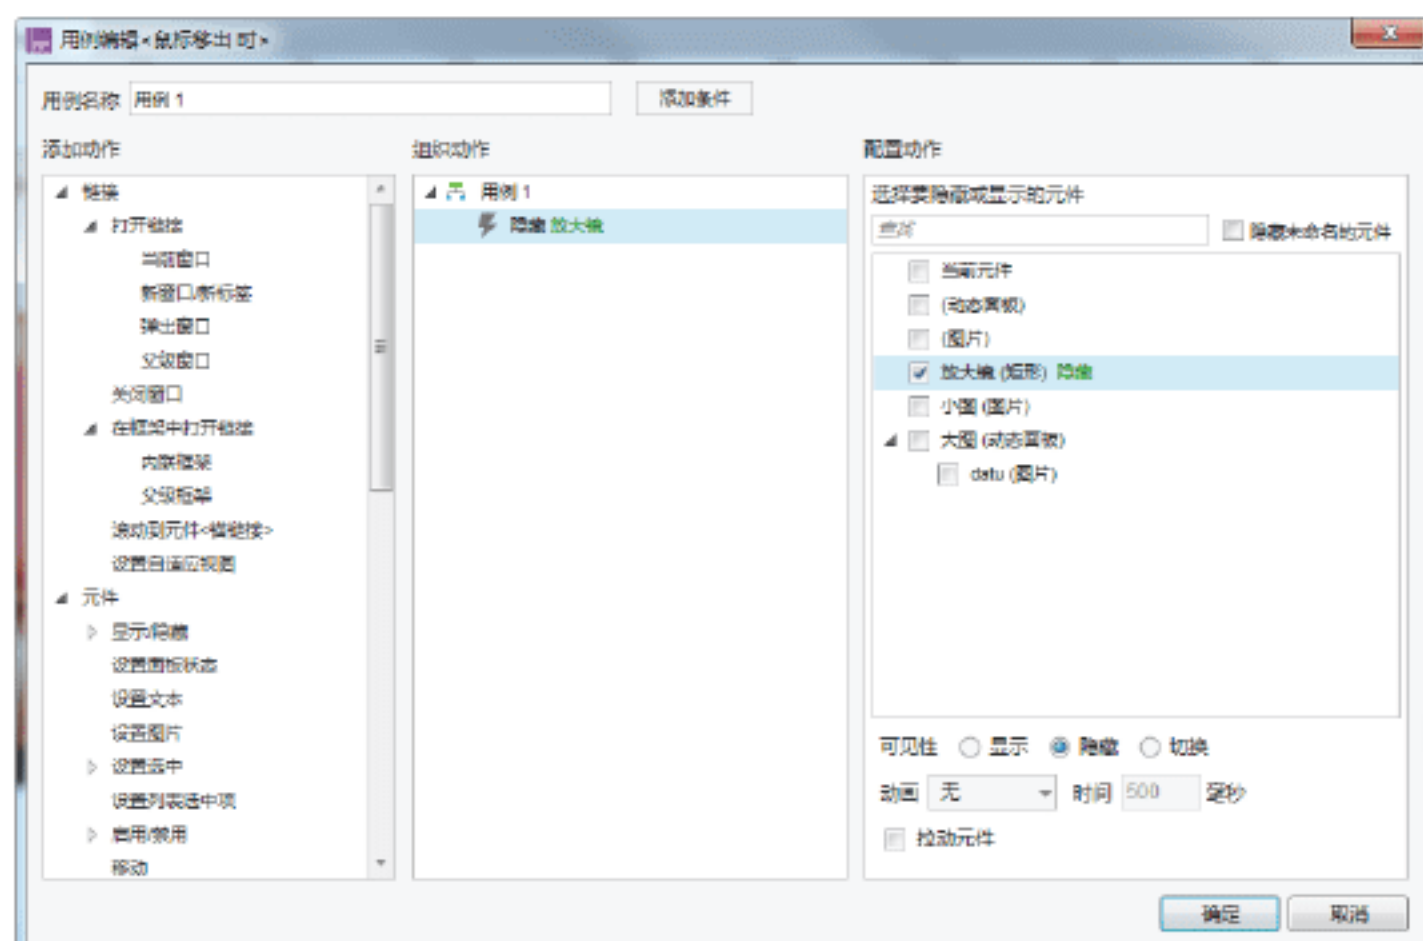 用例编辑<鼠标移出时>
用例名称 用例 1 添加条件
添加动作 组织动作 配置动作
链接
打开链接
当前窗口
新窗口/新标签
弹出窗口
父级窗口
关闭窗口
在框架中打开链接
内联框架
父级框架
滚动到元件<锚链接>
设置自适应视图
元件
显示/隐藏
设置面板状态
设置文本
设置图片
设置选中
设置列表选中项
启用/禁用
移动
用例 1
隐藏 放大镜
选择要隐藏或显示的元件
查找 隐藏未命名的元件
当前元件
(动态面板)
(图片)
放大镜 (矩形) 隐藏
小图 (图片)
大图 (动态面板)
datu (图片)
可见性 显示 隐藏 切换
动画 无 时间 500 毫秒
拉动元件
确定 取消